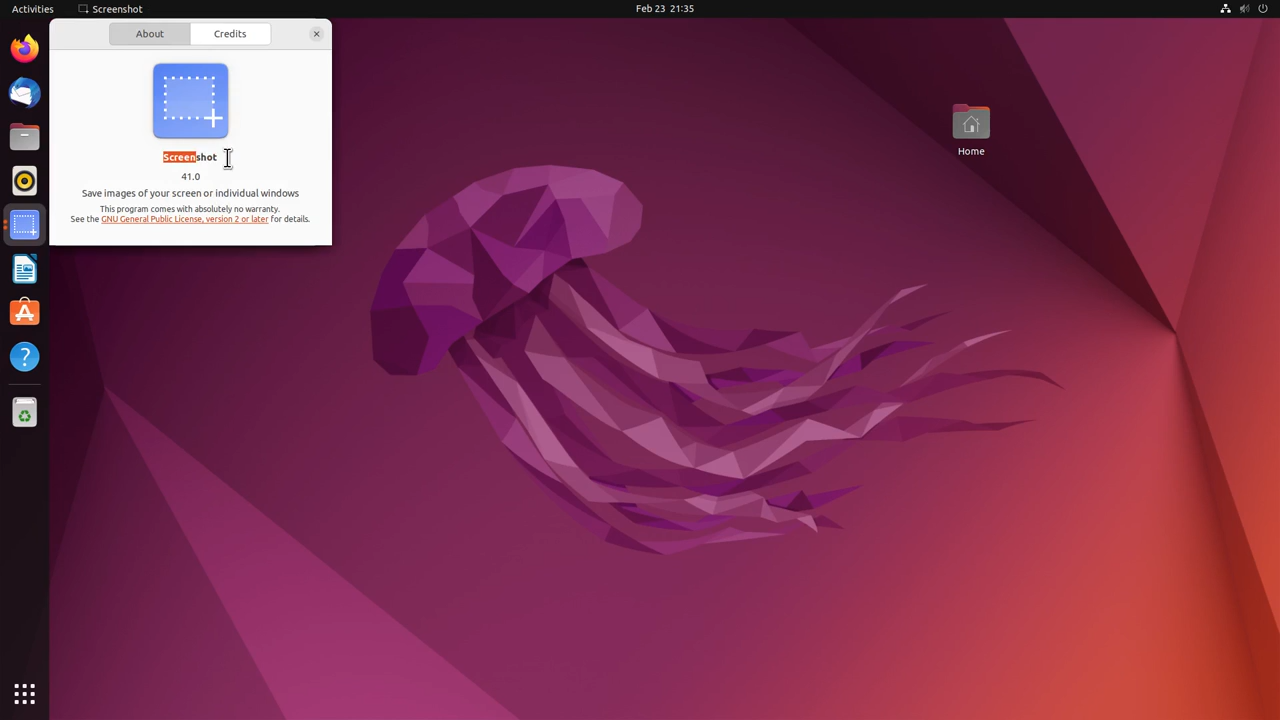 Activities
Screenshot
Feb 23 21:35
About
Credits
Screenshot
41.0
Save images of your screen or individual windows
This program comes with absolutely no warranty.
See the GNU General Public License, version 2 or later for details.
Home